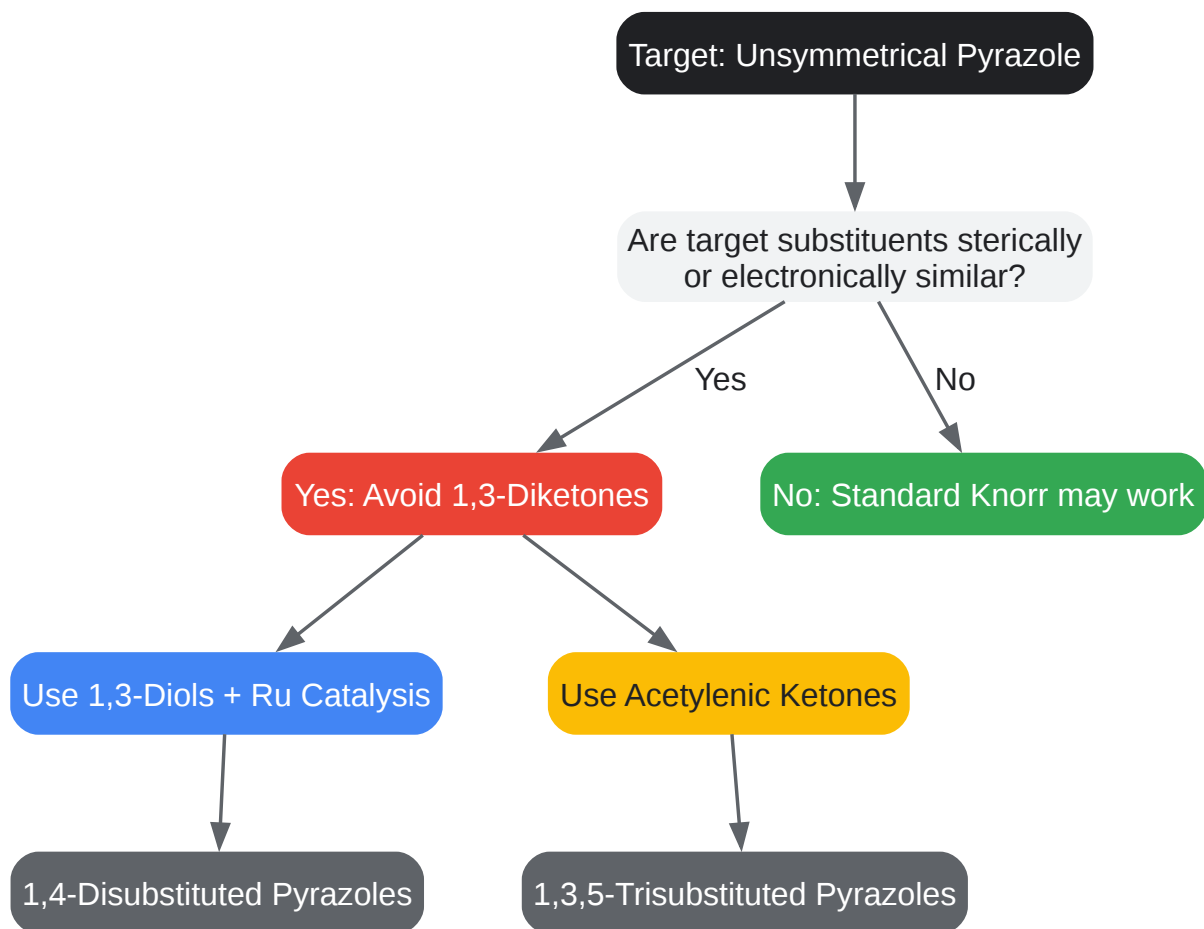 Target: Unsymmetrical Pyrazole
Are target substituents sterically
or electronically similar?
Yes
No
Yes: Avoid 1,3-Diketones
No: Standard Knorr may work
Use 1,3-Diols + Ru Catalysis
Use Acetylenic Ketones
1,4-Disubstituted Pyrazoles
1,3,5-Trisubstituted Pyrazoles